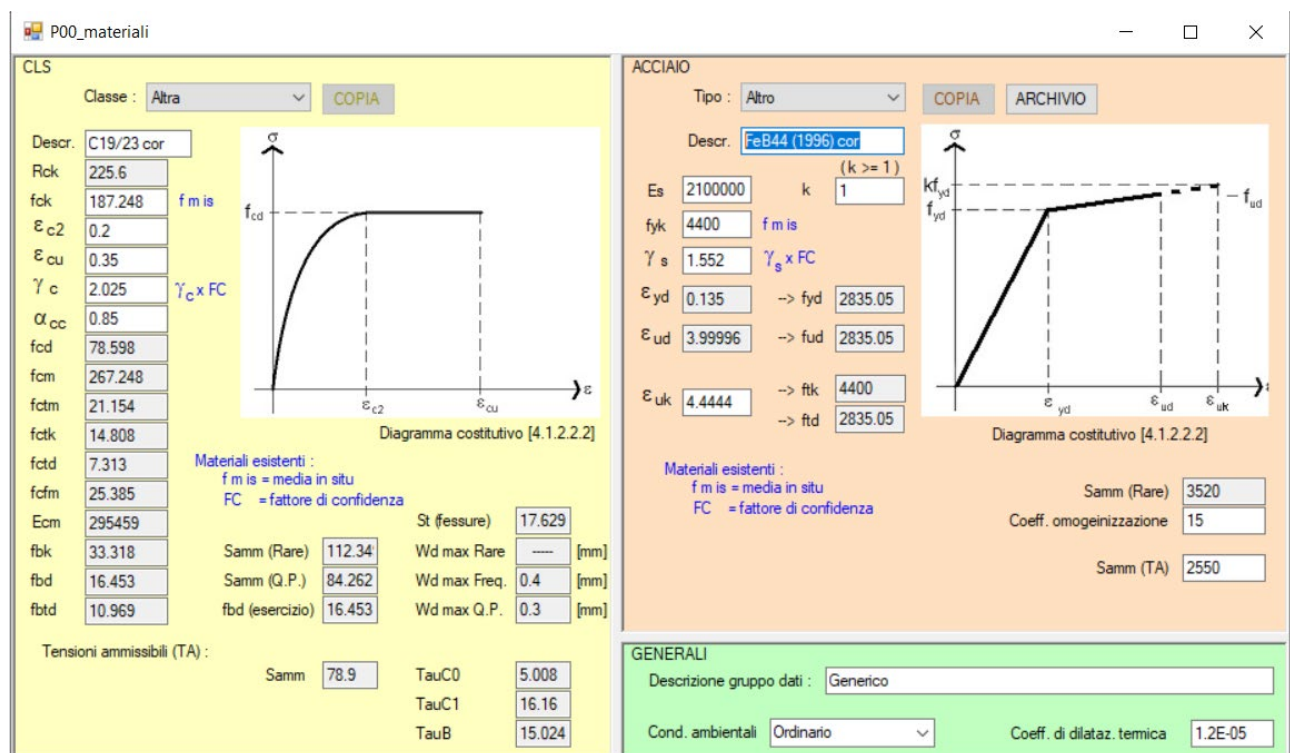 P00_materiali
CLS
Classe : Altra COPIA
Descr. C19/23 cor
Rck 225.6
fck 187.248 f m is
ε c2 0.2
ε cu 0.35
γ c 2.025 γc x FC
α cc 0.85
fcd 78.598
fcm 267.248
fctm 21.154
fctk 14.808
fctd 7.313
fcfm 25.385
Ecm 295459
fbk 33.318
fbd 16.453
fbtd 10.969
σ
fcd
εc2 εcu ε
Diagramma costitutivo [4.1.2.2.2]
Materiali esistenti :
f m is = media in situ
FC = fattore di confidenza
St (fessure) 17.629
Samm (Rare) 112.34 Wd max Rare ----- [mm]
Samm (Q.P.) 84.262 Wd max Freq. 0.4 [mm]
fbd (esercizio) 16.453 Wd max Q.P. 0.3 [mm]
Tensioni ammissibili (TA) :
Samm 78.9 TauC0 5.008
TauC1 16.16
TauB 15.024
ACCIAIO
Tipo : Altro COPIA ARCHIVIO
Descr. FeB44 (1996) cor
(k >= 1)
Es 2100000 k 1
fyk 4400 f m is
γ s 1.552 γs x FC
ε yd 0.135 --> fyd 2835.05
ε ud 3.99996 --> fud 2835.05
ε uk 4.4444 --> ftk 4400
--> ftd 2835.05
σ
kfyd
fyd
fud
εyd εud εuk
Diagramma costitutivo [4.1.2.2.2]
Materiali esistenti :
f m is = media in situ
FC = fattore di confidenza
Samm (Rare) 3520
Coeff. omogeinizzazione 15
Samm (TA) 2550
GENERALI
Descrizione gruppo dati : Generico
Cond. ambientali Ordinario Coeff. di dilataz. termica 1.2E-05